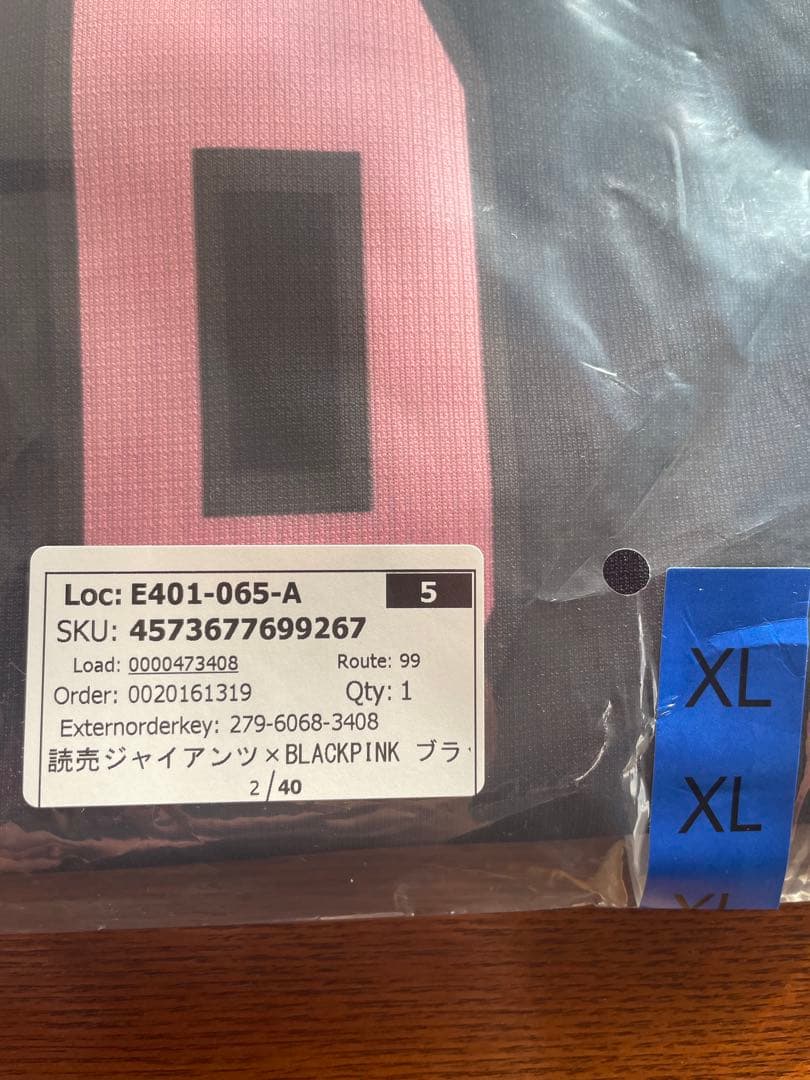 Loc: E401-065-A 5
SKU: 4573677699267
Load: 0000473408 Route: 99
Order: 0020161319 Qty: 1
Externorderkey: 279-6068-3408
読売ジャイアンツ×BLACKPINK ブラ
2/40
XL
XL
XL